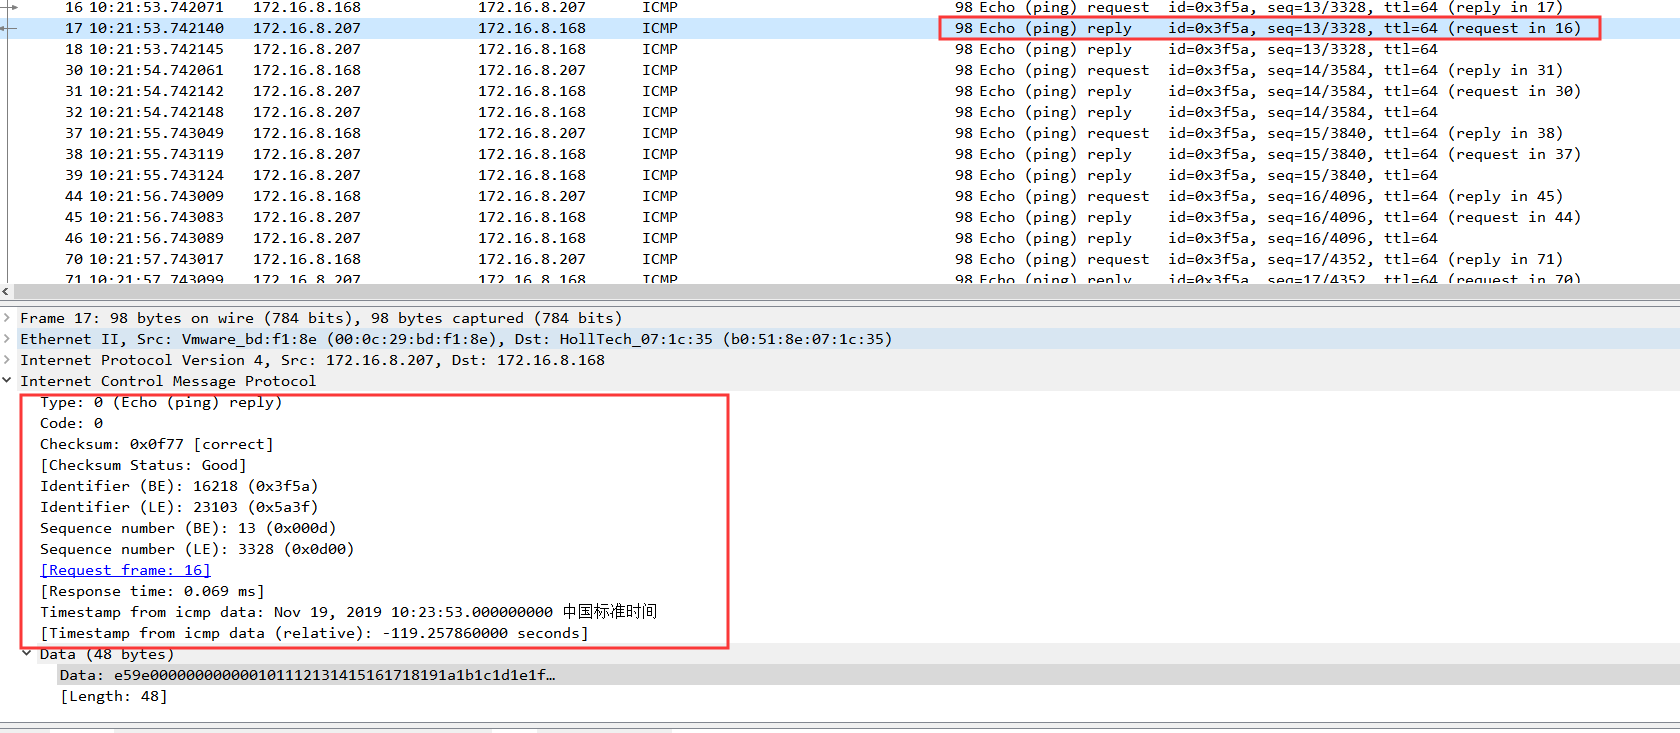 16 10:21:53.742071 172.16.8.168 172.16.8.207 ICMP 98 Echo (ping) request id=0x3f5a, seq=13/3328, ttl=64 (reply in 17)
17 10:21:53.742140 172.16.8.207 172.16.8.168 ICMP 98 Echo (ping) reply id=0x3f5a, seq=13/3328, ttl=64 (request in 16)
18 10:21:53.742145 172.16.8.207 172.16.8.168 ICMP 98 Echo (ping) reply id=0x3f5a, seq=13/3328, ttl=64
30 10:21:54.742061 172.16.8.168 172.16.8.207 ICMP 98 Echo (ping) request id=0x3f5a, seq=14/3584, ttl=64 (reply in 31)
31 10:21:54.742142 172.16.8.207 172.16.8.168 ICMP 98 Echo (ping) reply id=0x3f5a, seq=14/3584, ttl=64 (request in 30)
32 10:21:54.742148 172.16.8.207 172.16.8.168 ICMP 98 Echo (ping) reply id=0x3f5a, seq=14/3584, ttl=64
37 10:21:55.743049 172.16.8.168 172.16.8.207 ICMP 98 Echo (ping) request id=0x3f5a, seq=15/3840, ttl=64 (reply in 38)
38 10:21:55.743119 172.16.8.207 172.16.8.168 ICMP 98 Echo (ping) reply id=0x3f5a, seq=15/3840, ttl=64 (request in 37)
39 10:21:55.743124 172.16.8.207 172.16.8.168 ICMP 98 Echo (ping) reply id=0x3f5a, seq=15/3840, ttl=64
44 10:21:56.743009 172.16.8.168 172.16.8.207 ICMP 98 Echo (ping) request id=0x3f5a, seq=16/4096, ttl=64 (reply in 45)
45 10:21:56.743083 172.16.8.207 172.16.8.168 ICMP 98 Echo (ping) reply id=0x3f5a, seq=16/4096, ttl=64 (request in 44)
46 10:21:56.743089 172.16.8.207 172.16.8.168 ICMP 98 Echo (ping) reply id=0x3f5a, seq=16/4096, ttl=64
70 10:21:57.743017 172.16.8.168 172.16.8.207 ICMP 98 Echo (ping) request id=0x3f5a, seq=17/4352, ttl=64 (reply in 71)
71 10:21:57.743099 172.16.8.207 172.16.8.168 ICMP 98 Echo (ping) reply id=0x3f5a, seq=17/4352, ttl=64 (request in 70)
Frame 17: 98 bytes on wire (784 bits), 98 bytes captured (784 bits)
Ethernet II, Src: Vmware_bd:f1:8e (00:0c:29:bd:f1:8e), Dst: HollTech_07:1c:35 (b0:51:8e:07:1c:35)
Internet Protocol Version 4, Src: 172.16.8.207, Dst: 172.16.8.168
Internet Control Message Protocol
Type: 0 (Echo (ping) reply)
Code: 0
Checksum: 0x0f77 [correct]
[Checksum Status: Good]
Identifier (BE): 16218 (0x3f5a)
Identifier (LE): 23103 (0x5a3f)
Sequence number (BE): 13 (0x000d)
Sequence number (LE): 3328 (0x0d00)
[Request frame: 16]
[Response time: 0.069 ms]
Timestamp from icmp data: Nov 19, 2019 10:23:53.000000000 中国标准时间
[Timestamp from icmp data (relative): -119.257860000 seconds]
Data (48 bytes)
Data: e59e000000000000101112131415161718191a1b1c1d1e1f…
[Length: 48]